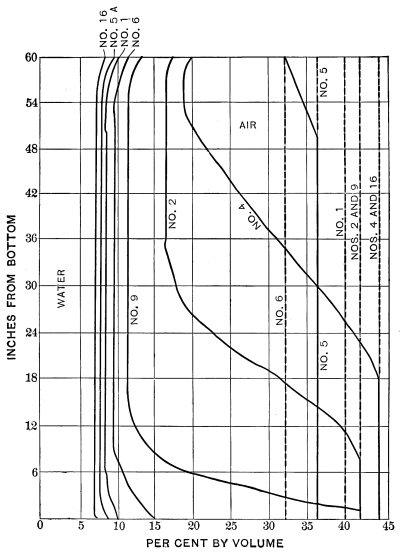 NO. 16
NO. 5 A
NO. 1
NO. 6
60
54
48
42
36
30
24
18
12
6
0
INCHES FROM BOTTOM
WATER
AIR
NO. 5
NO. 2
NO. 4
NO. 1
NOS. 2 AND 9
NOS. 4 AND 16
NO. 9
NO. 6
NO. 5
0 5 10 15 20 25 30 35 40 45
PER CENT BY VOLUME